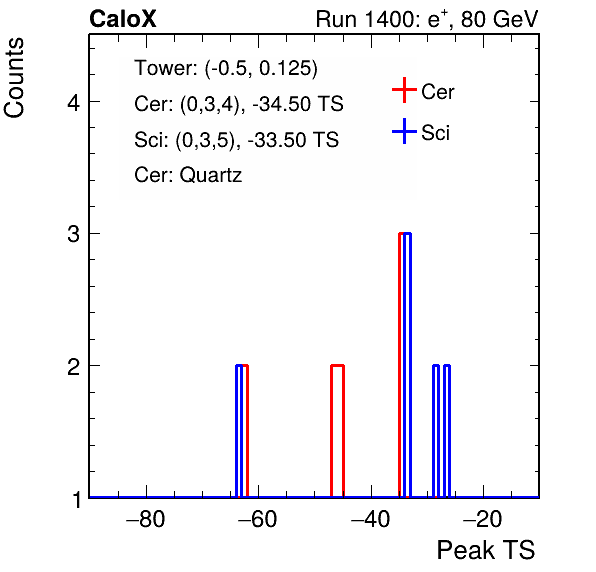 CaloX Run 1400: e⁺, 80 GeV
Counts
Tower: (-0.5, 0.125)
Cer: (0,3,4), -34.50 TS
Sci: (0,3,5), -33.50 TS
Cer: Quartz
Cer
Sci
4
3
2
1
−80 −60 −40 −20
Peak TS